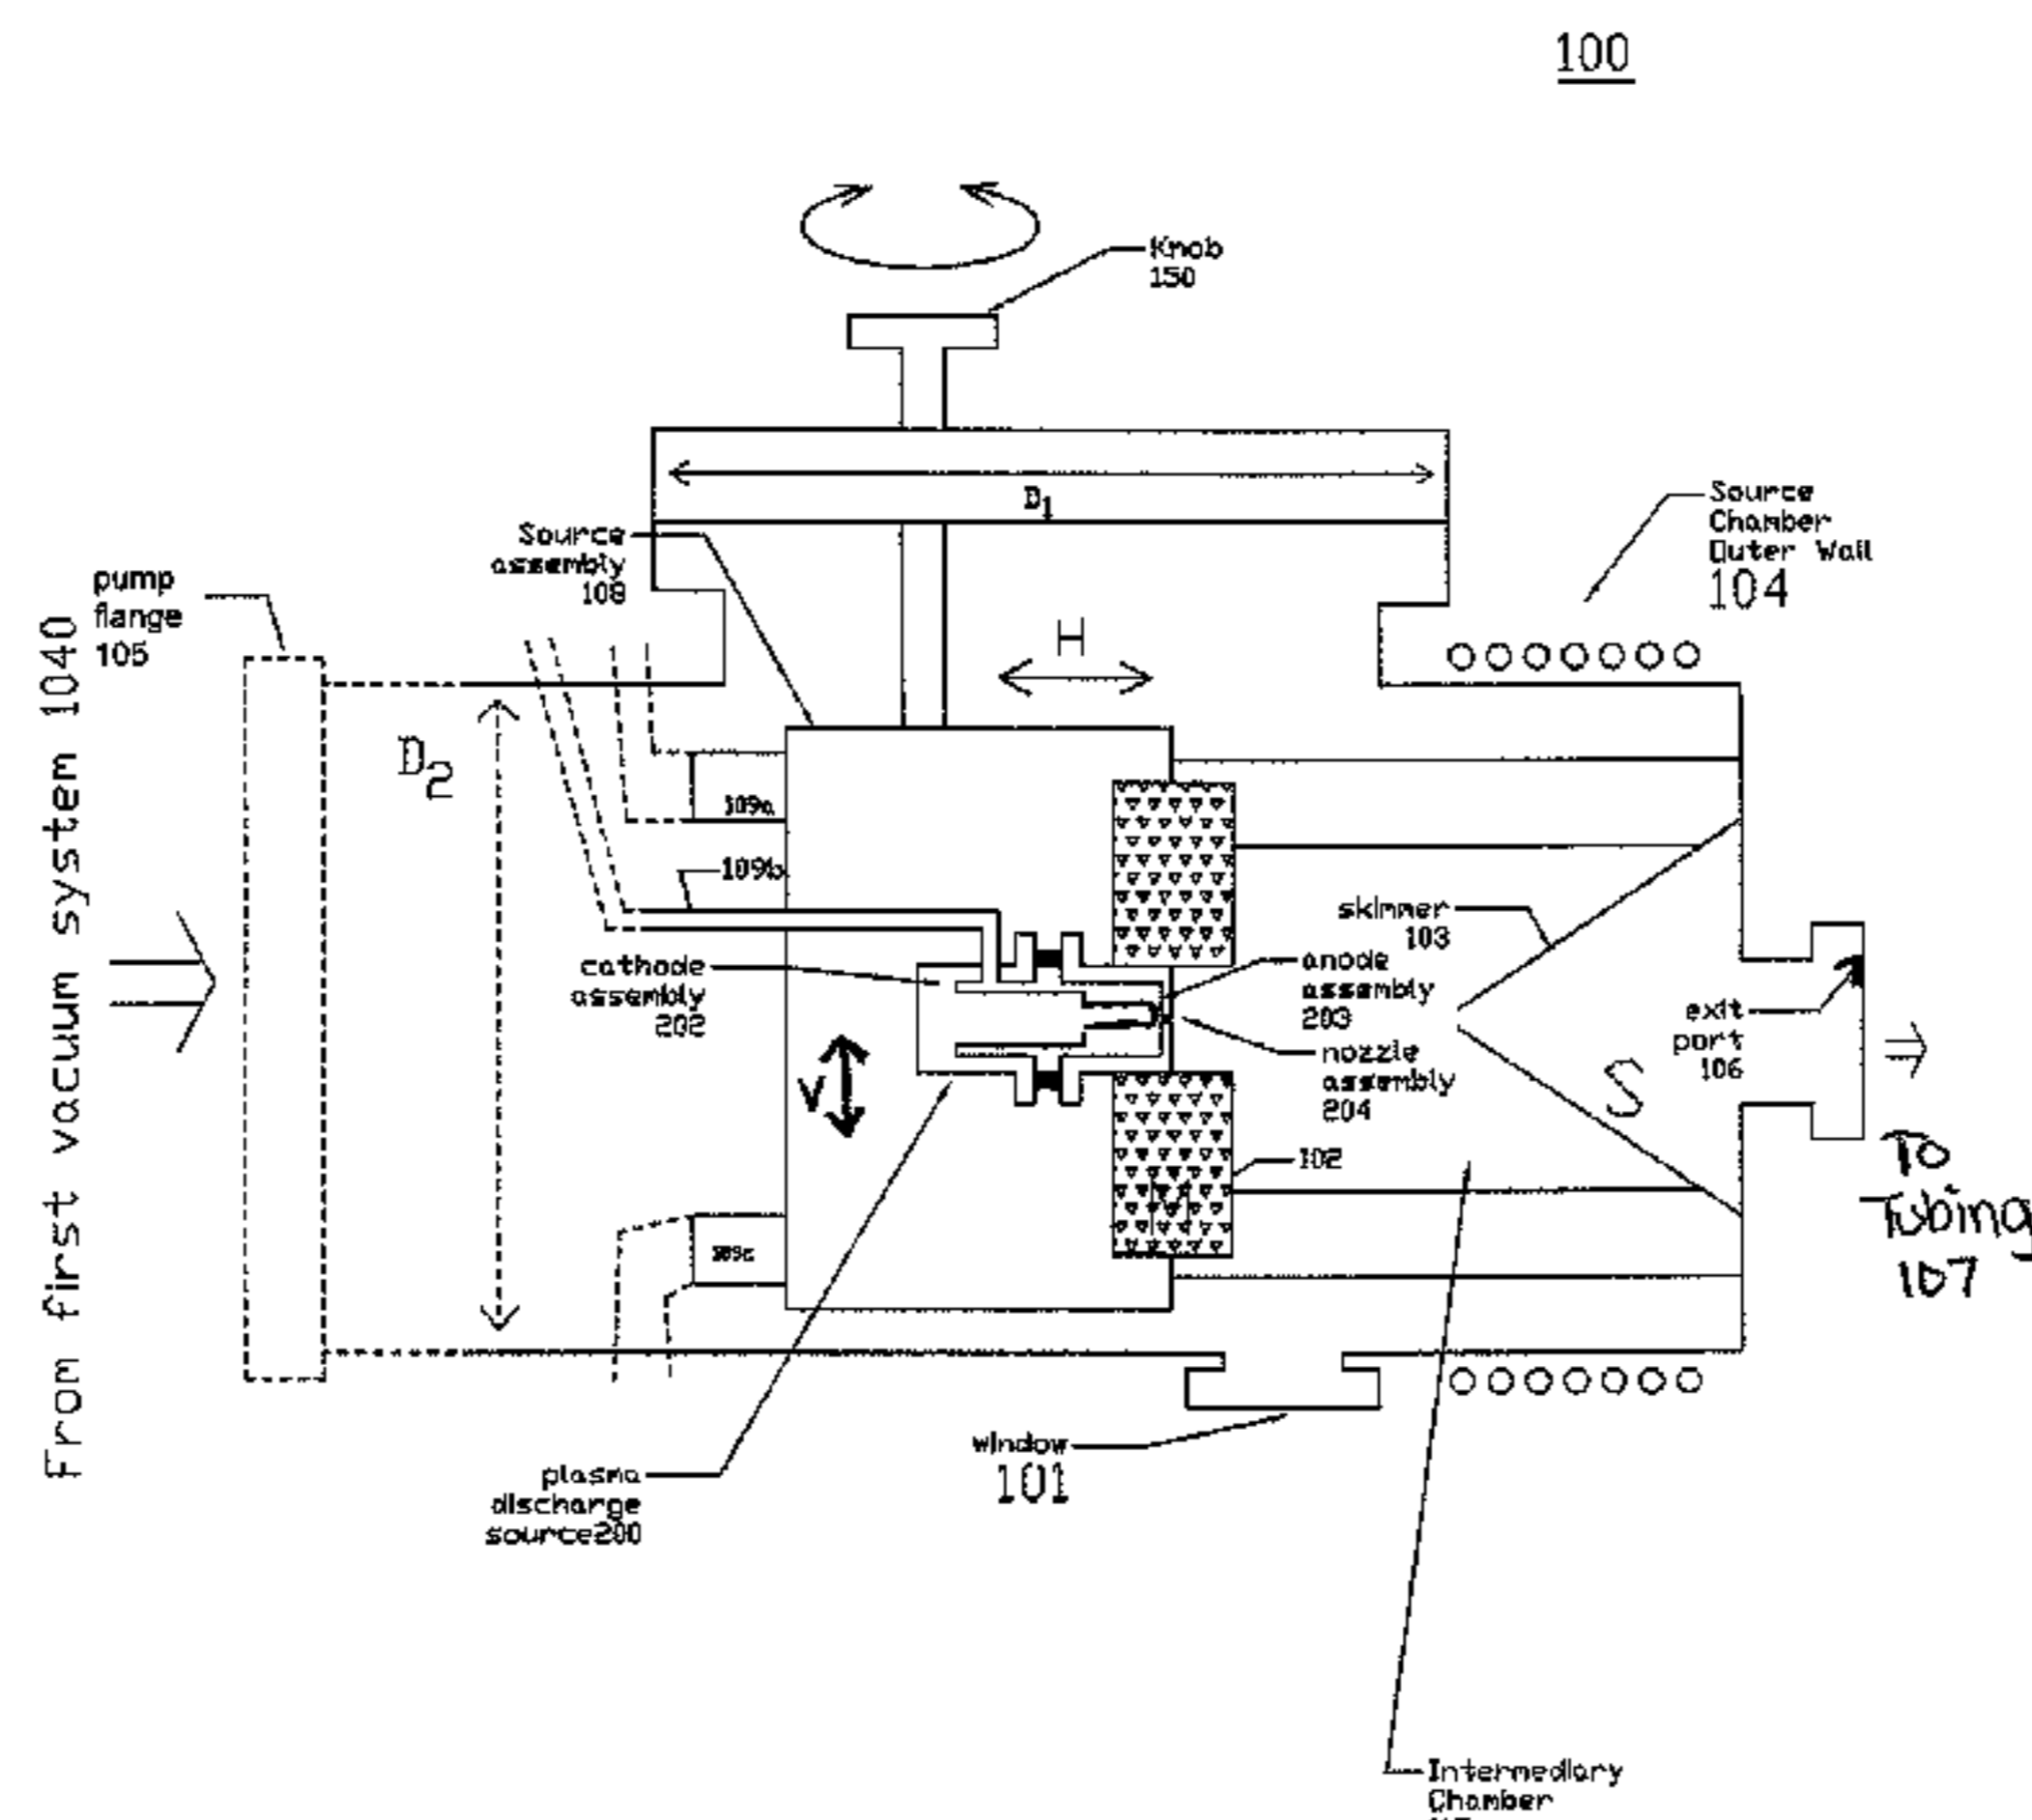 100
Knob
150
D1
Source
Chamber
Outer Wall
104
Source
assembly
108
pump
flange
105
From first vacuum system 1040
H
D2
109a
109b
skimmer
103
cathode
assembly
202
anode
assembly
203
exit
port
106
nozzle
assembly
204
V
S
102
To
Tubing
107
M
109c
window
101
plasma
discharge
source200
Intermediary
Chamber